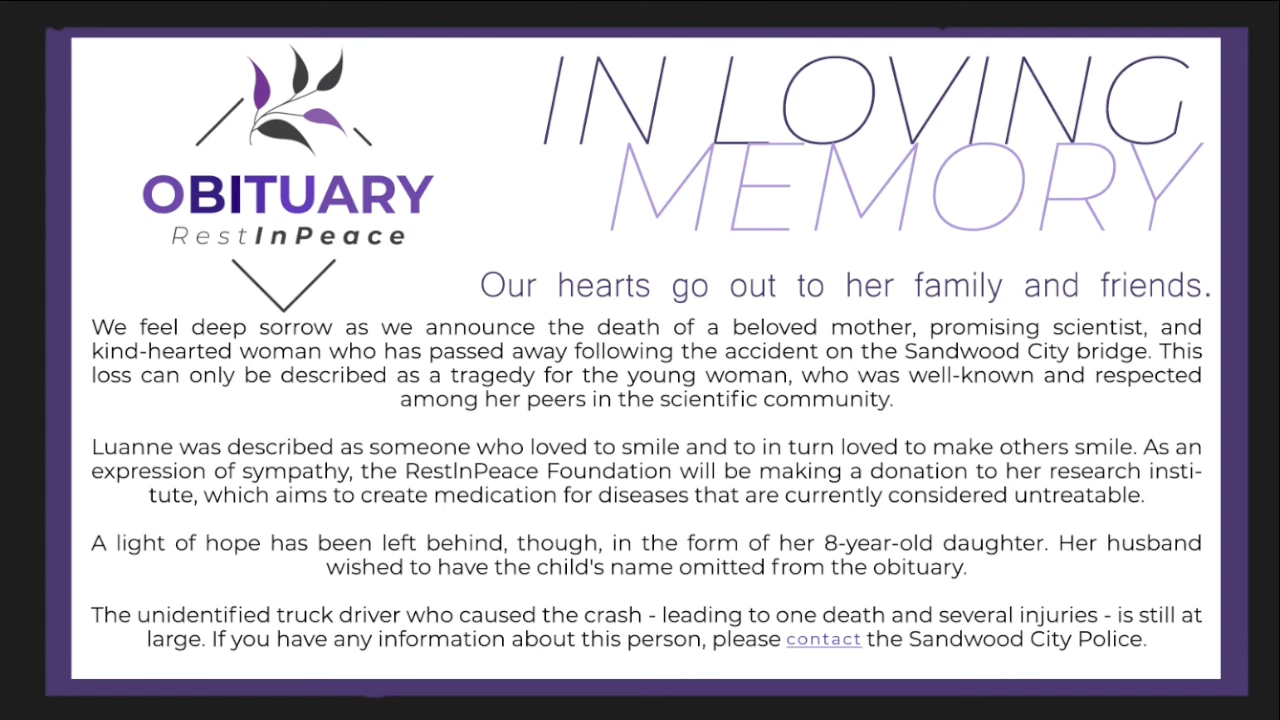 IN LOVING
MEMORY
OBITUARY
RestInPeace
Our hearts go out to her family and friends.
We feel deep sorrow as we announce the death of a beloved mother, promising scientist, and
kind-hearted woman who has passed away following the accident on the Sandwood City bridge. This
loss can only be described as a tragedy for the young woman, who was well-known and respected
among her peers in the scientific community.
Luanne was described as someone who loved to smile and to in turn loved to make others smile. As an
expression of sympathy, the RestInPeace Foundation will be making a donation to her research insti-
tute, which aims to create medication for diseases that are currently considered untreatable.
A light of hope has been left behind, though, in the form of her 8-year-old daughter. Her husband
wished to have the child's name omitted from the obituary.
The unidentified truck driver who caused the crash - leading to one death and several injuries - is still at
large. If you have any information about this person, please contact the Sandwood City Police.